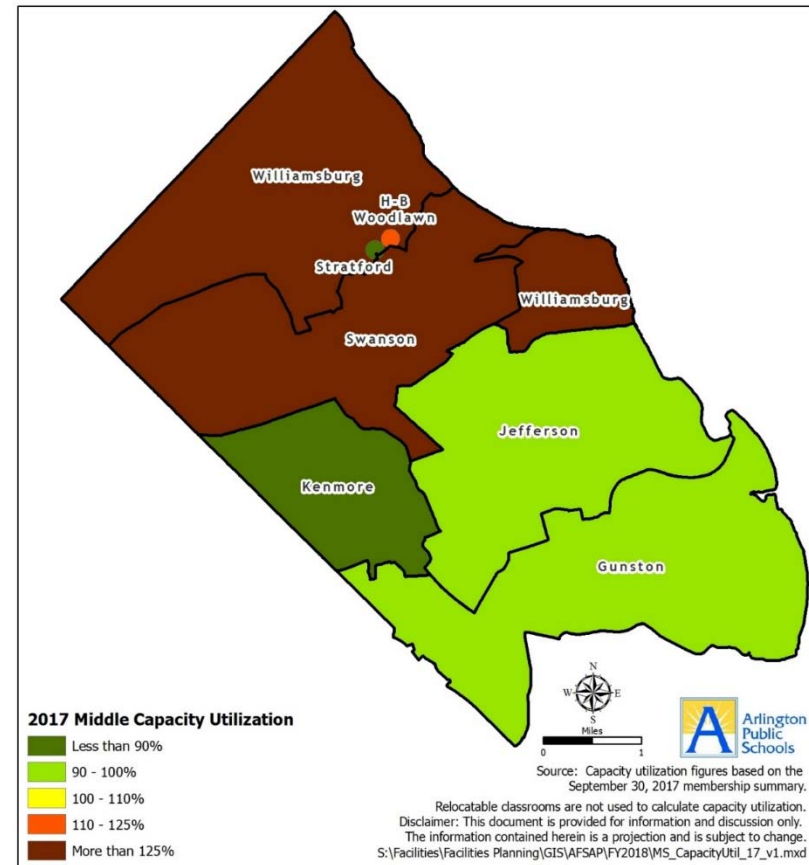 Williamsburg
H-B
Woodlawn
Stratford
Williamsburg
Swanson
Jefferson
Kenmore
Gunston
N
W E
S
Miles
0 1
2017 Middle Capacity Utilization
Less than 90%
90 - 100%
100 - 110%
110 - 125%
More than 125%
A
Arlington
Public
Schools
Source: Capacity utilization figures based on the
September 30, 2017 membership summary.
Relocatable classrooms are not used to calculate capacity utilization.
Disclaimer: This document is provided for information and discussion only.
The information contained herein is a projection and is subject to change.
S:\Facilities\Facilities Planning\GIS\AFSAP\FY2018\MS_CapacityUtil_17_v1.mxd